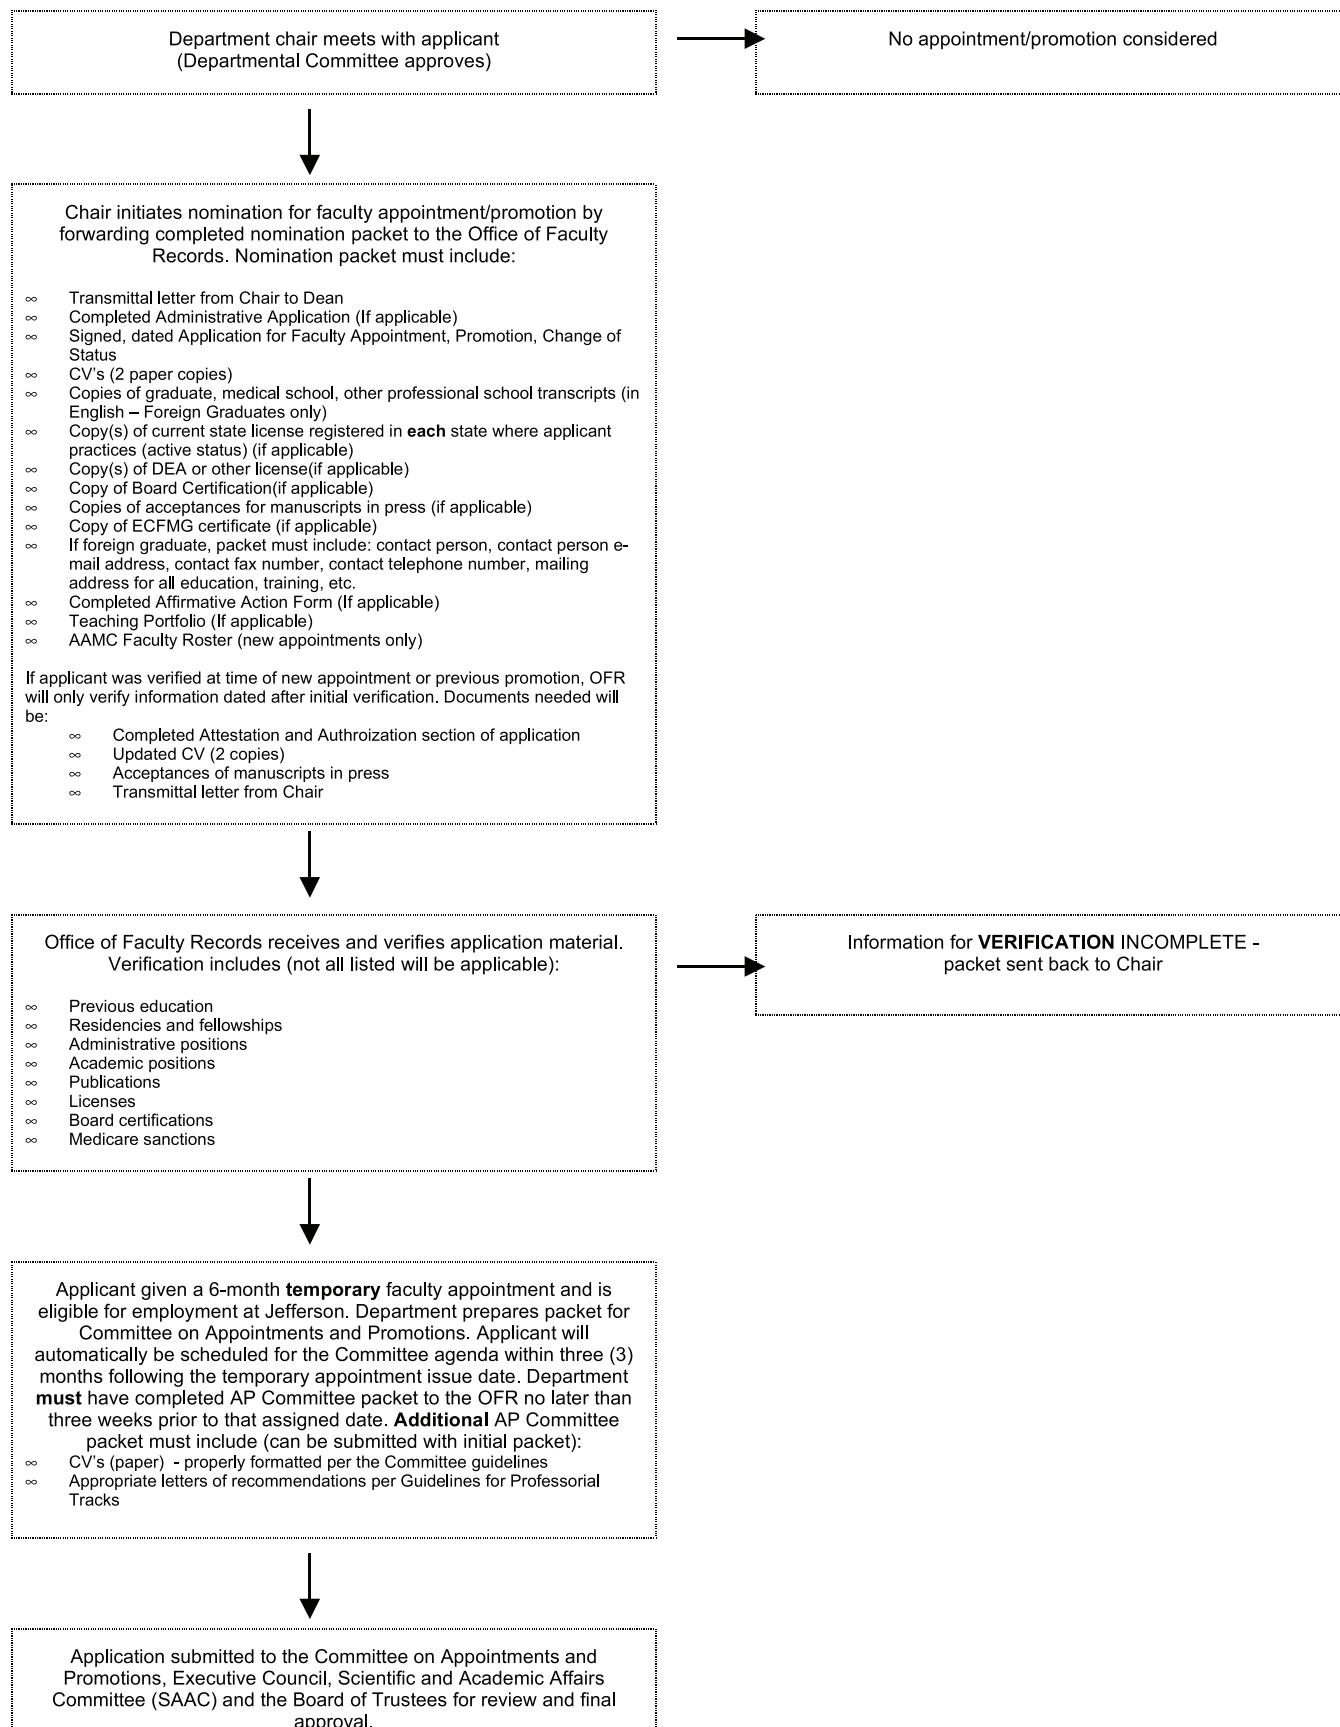 Department chair meets with applicant
(Departmental Committee approves)
No appointment/promotion considered
Chair initiates nomination for faculty appointment/promotion by
forwarding completed nomination packet to the Office of Faculty
Records. Nomination packet must include:
∞ Transmittal letter from Chair to Dean
∞ Completed Administrative Application (If applicable)
∞ Signed, dated Application for Faculty Appointment, Promotion, Change of
Status
∞ CV's (2 paper copies)
∞ Copies of graduate, medical school, other professional school transcripts (in
English – Foreign Graduates only)
∞ Copy(s) of current state license registered in each state where applicant
practices (active status) (if applicable)
∞ Copy(s) of DEA or other license(if applicable)
∞ Copy of Board Certification(if applicable)
∞ Copies of acceptances for manuscripts in press (if applicable)
∞ Copy of ECFMG certificate (if applicable)
∞ If foreign graduate, packet must include: contact person, contact person e-
mail address, contact fax number, contact telephone number, mailing
address for all education, training, etc.
∞ Completed Affirmative Action Form (If applicable)
∞ Teaching Portfolio (If applicable)
∞ AAMC Faculty Roster (new appointments only)
If applicant was verified at time of new appointment or previous promotion, OFR
will only verify information dated after initial verification. Documents needed will
be:
∞ Completed Attestation and Authroization section of application
∞ Updated CV (2 copies)
∞ Acceptances of manuscripts in press
∞ Transmittal letter from Chair
Office of Faculty Records receives and verifies application material.
Verification includes (not all listed will be applicable):
∞ Previous education
∞ Residencies and fellowships
∞ Administrative positions
∞ Academic positions
∞ Publications
∞ Licenses
∞ Board certifications
∞ Medicare sanctions
Information for VERIFICATION INCOMPLETE -
packet sent back to Chair
Applicant given a 6-month temporary faculty appointment and is
eligible for employment at Jefferson. Department prepares packet for
Committee on Appointments and Promotions. Applicant will
automatically be scheduled for the Committee agenda within three (3)
months following the temporary appointment issue date. Department
must have completed AP Committee packet to the OFR no later than
three weeks prior to that assigned date. Additional AP Committee
packet must include (can be submitted with initial packet):
∞ CV's (paper) - properly formatted per the Committee guidelines
∞ Appropriate letters of recommendations per Guidelines for Professorial
Tracks
Application submitted to the Committee on Appointments and
Promotions, Executive Council, Scientific and Academic Affairs
Committee (SAAC) and the Board of Trustees for review and final
approval.